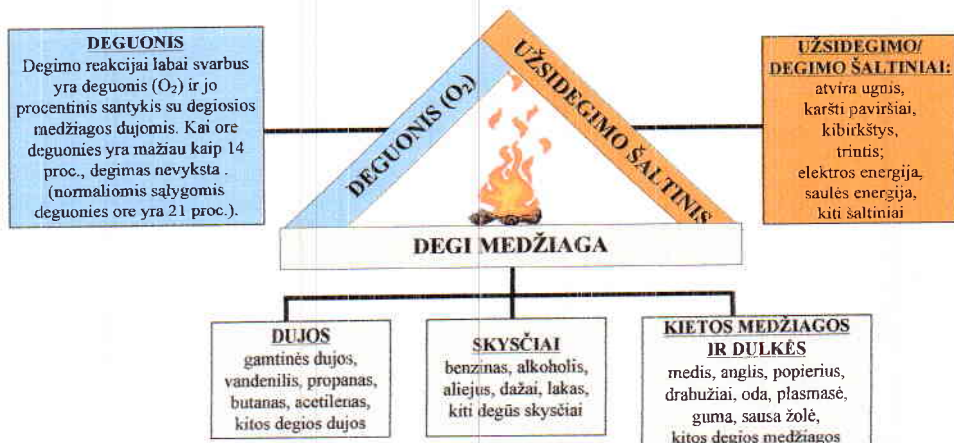 DEGUONIS
Degimo reakcijai labai svarbus
yra deguonis (O₂) ir jo
procentinis santykis su degiosios
medžiagos dujomis. Kai ore
deguonies yra mažiau kaip 14
proc., degimas nevyksta .
(normaliomis sąlygomis
deguonies ore yra 21 proc.).
DEGUONIS (O₂)
UŽSIDEGIMO ŠALTINIS
UŽSIDEGIMO/
DEGIMO ŠALTINIAI:
atvira ugnis,
karšti paviršiai,
kibirkštys,
trintis;
elektros energija,
saulės energija,
kiti šaltiniai
DEGI MEDŽIAGA
DUJOS
gamtinės dujos,
vandenilis, propanas,
butanas, acetilenas,
kitos degios dujos
SKYSČIAI
benzinas, alkoholis,
aliejus, dažai, lakas,
kiti degūs skysčiai
KIETOS MEDŽIAGOS
IR DULKĖS
medis, anglis, popierius,
drabužiai, oda, plasmasė,
guma, sausa žolė,
kitos degios medžiagos